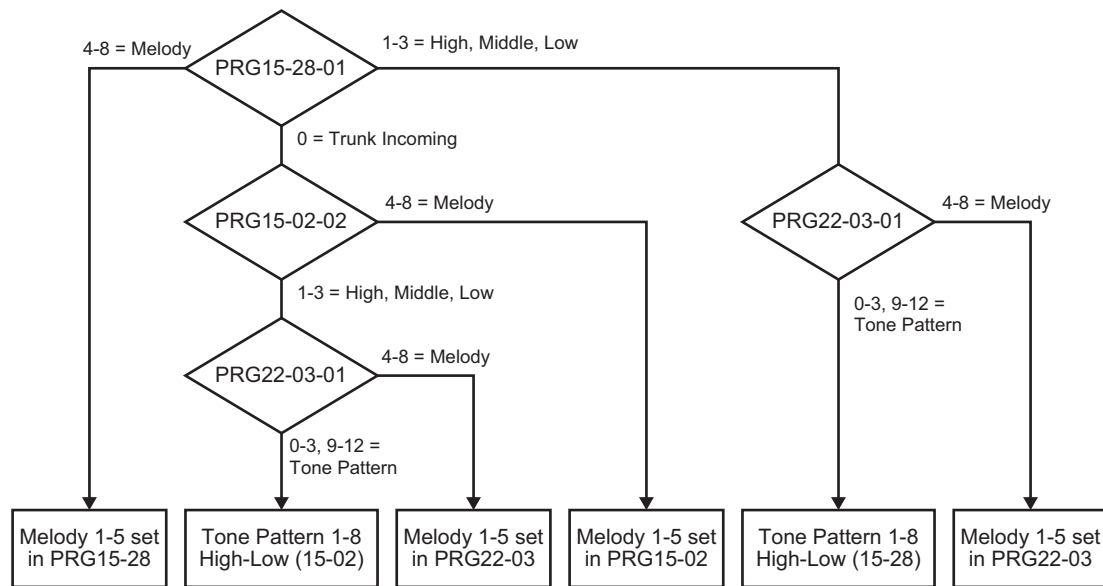 4-8 = Melody
1-3 = High, Middle, Low
PRG15-28-01
0 = Trunk Incoming
PRG15-02-02
4-8 = Melody
PRG22-03-01
4-8 = Melody
1-3 = High, Middle, Low
0-3, 9-12 =
Tone Pattern
PRG22-03-01
4-8 = Melody
0-3, 9-12 =
Tone Pattern
Melody 1-5 set
in PRG15-28
Tone Pattern 1-8
High-Low (15-02)
Melody 1-5 set
in PRG22-03
Melody 1-5 set
in PRG15-02
Tone Pattern 1-8
High-Low (15-28)
Melody 1-5 set
in PRG22-03